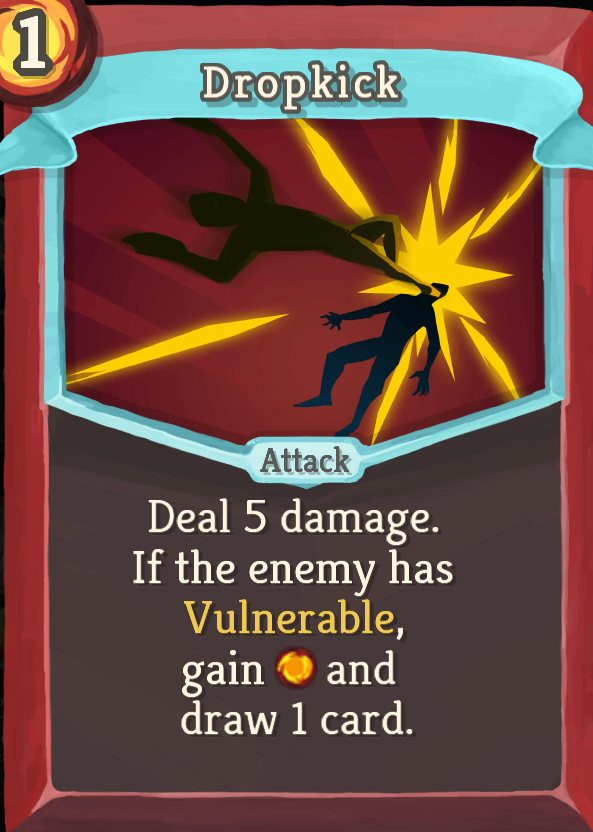 1
Dropkick
Attack
Deal 5 damage.
If the enemy has
Vulnerable,
gain and
draw 1 card.